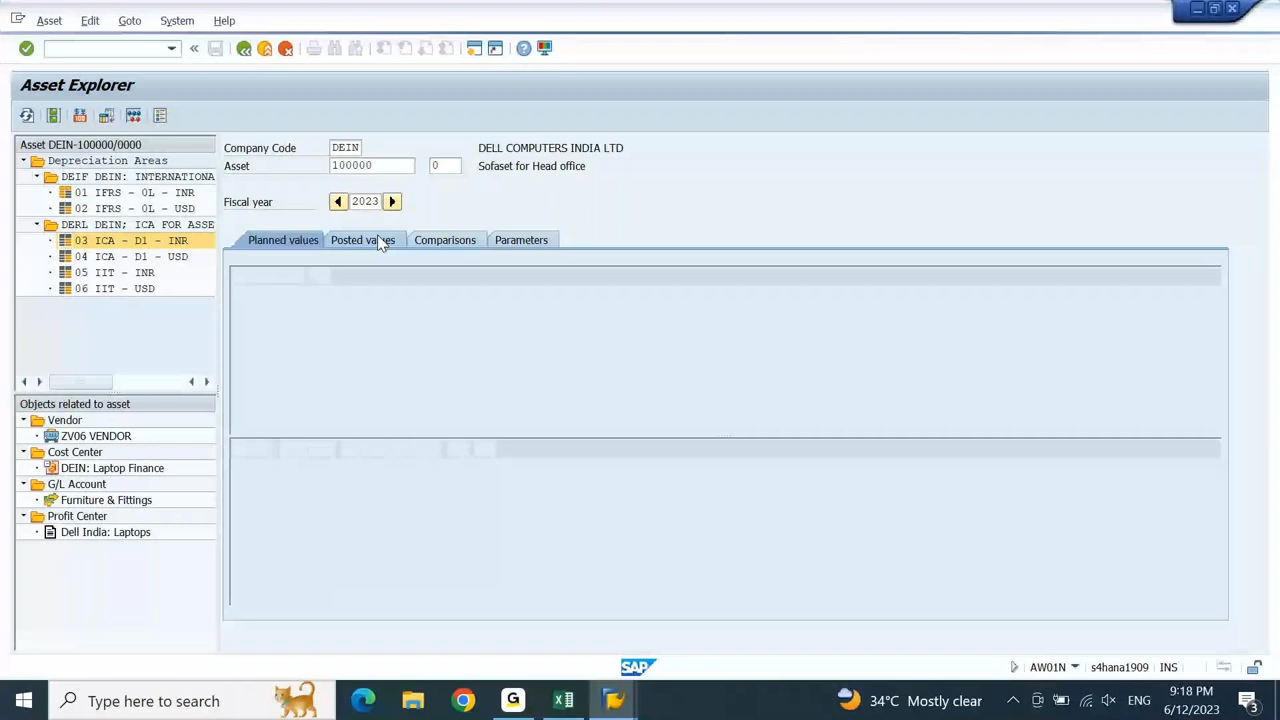 Asset Edit Goto System Help
Asset Explorer
Asset DEIN-100000/0000
Depreciation Areas
DEIF DEIN: INTERNATIONA
01 IFRS - 0L - INR
02 IFRS - 0L - USD
DERL DEIN; ICA FOR ASSE
03 ICA - D1 - INR
04 ICA - D1 - USD
05 IIT - INR
06 IIT - USD
Company Code DEIN DELL COMPUTERS INDIA LTD
Asset 100000 0 Sofaset for Head office
Fiscal year 2023
Planned values Posted values Comparisons Parameters
Objects related to asset
Vendor
ZV06 VENDOR
Cost Center
DEIN: Laptop Finance
G/L Account
Furniture & Fittings
Profit Center
Dell India: Laptops
SAP AW01N s4hana1909 INS
Type here to search
34°C Mostly clear
ENG
9:18 PM
6/12/2023
3